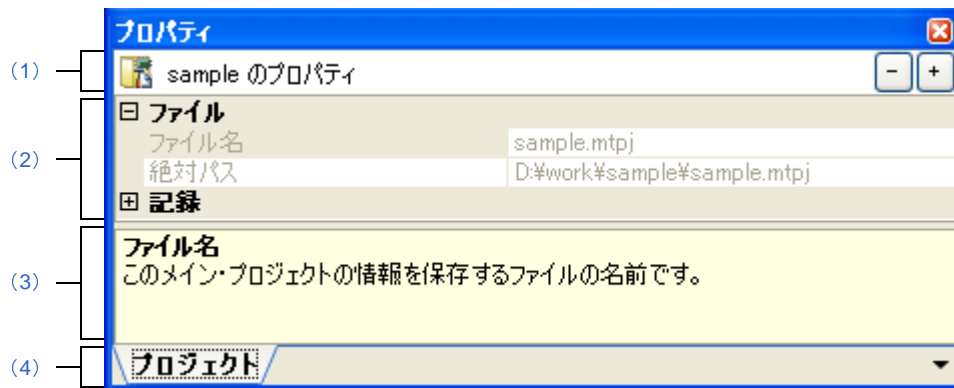 プロパティ
(1) sample のプロパティ - +
(2)
ファイル
ファイル名 sample.mtpj
絶対パス D:¥work¥sample¥sample.mtpj
記録
(3)
ファイル名
このメイン・プロジェクトの情報を保存するファイルの名前です。
(4) プロジェクト